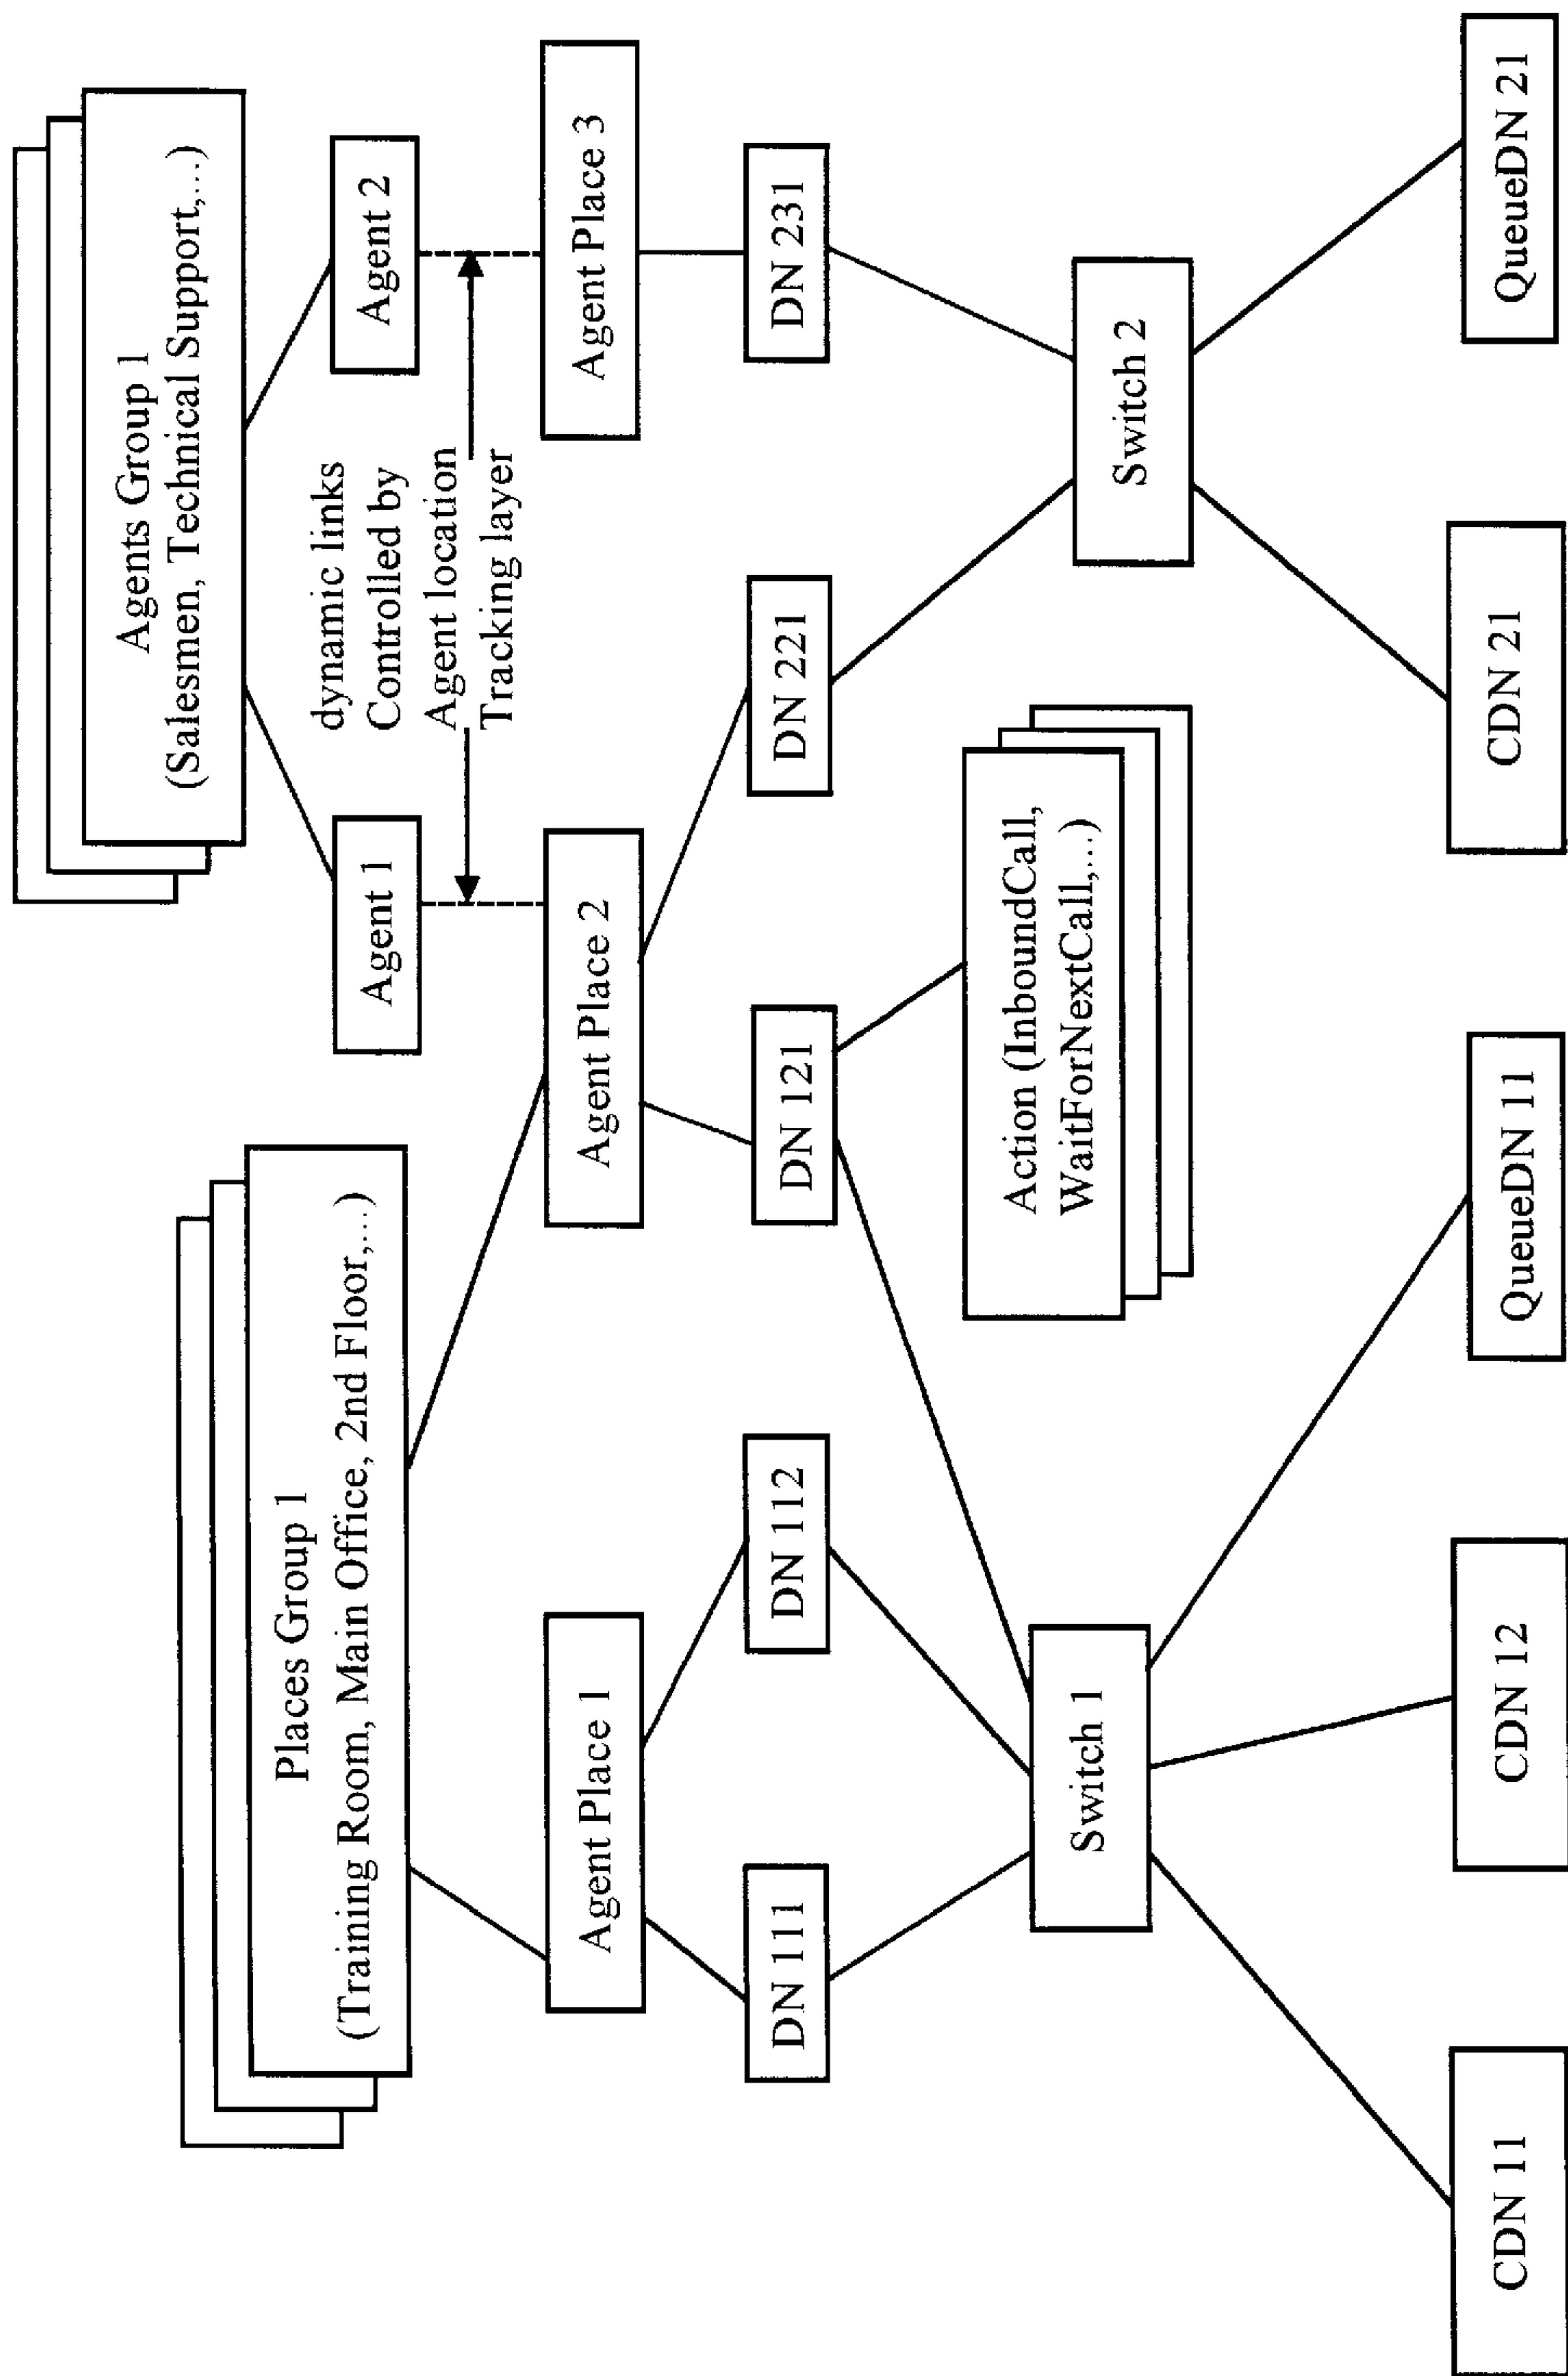 Agents Group 1
(Salesmen, Technical Support,...)
Places Group 1
(Training Room, Main Office, 2nd Floor,...)
Agent 1
Agent 2
dynamic links
Controlled by
Agent location
Tracking layer
Agent Place 1
Agent Place 2
Agent Place 3
DN 111
DN 112
DN 121
DN 221
DN 231
Action (InboundCall,
WaitForNextCall,...)
Switch 1
Switch 2
CDN 11
CDN 12
QueueDN 11
CDN 21
QueueDN 21